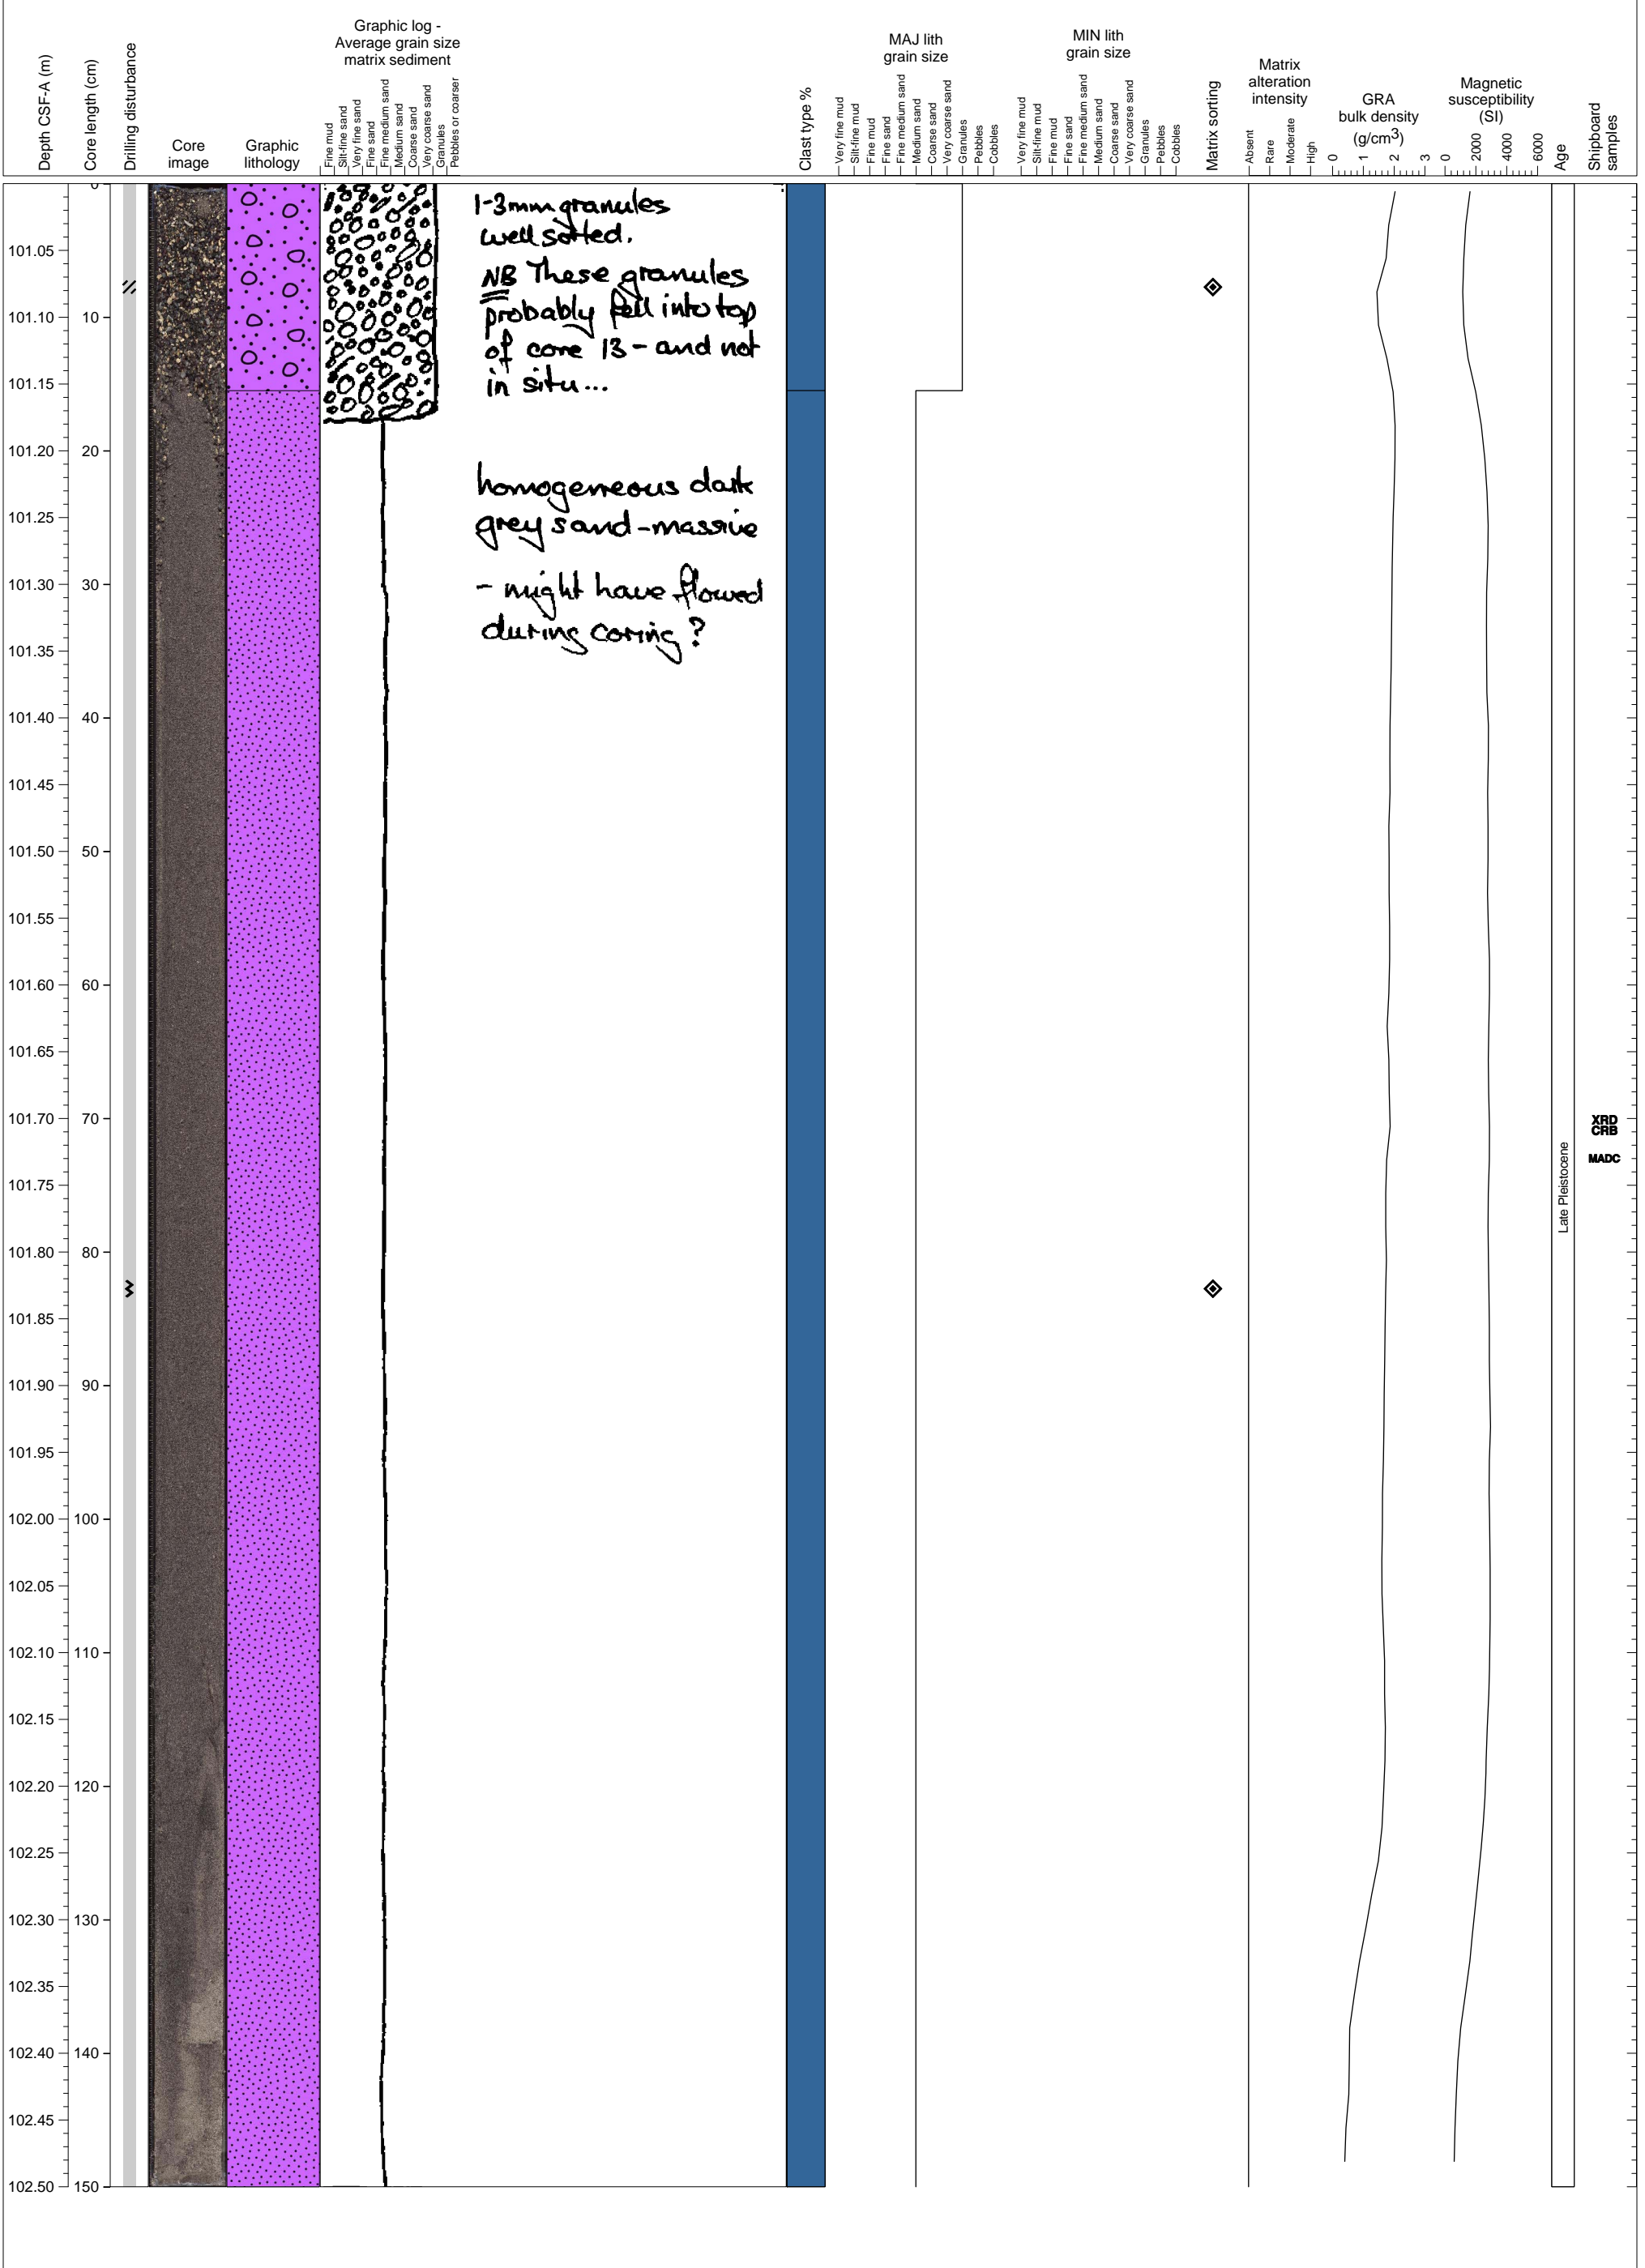 Depth CSF-A (m)
Core length (cm)
Drilling disturbance
Core
image
Graphic
lithology
Graphic log -
Average grain size
matrix sediment
Fine mud
Silt-fine sand
Very fine sand
Fine sand
Fine medium sand
Medium sand
Coarse sand
Very coarse sand
Granules
Pebbles or coarser
Clast type %
MAJ lith
grain size
Very fine mud
Silt-fine mud
Fine mud
Fine sand
Fine medium sand
Medium sand
Coarse sand
Very coarse sand
Granules
Pebbles
Cobbles
MIN lith
grain size
Very fine mud
Silt-fine mud
Fine mud
Fine sand
Fine medium sand
Medium sand
Coarse sand
Very coarse sand
Granules
Pebbles
Cobbles
Matrix sorting
Matrix
alteration
intensity
Absent
Rare
Moderate
High
GRA
bulk density
(g/cm3)
0 1 2 3
Magnetic
susceptibility
(SI)
0 2000 4000 6000
Age
Shipboard
samples
0
101.05
101.10 10
101.15
101.20 20
101.25
101.30 30
101.35
101.40 40
101.45
101.50 50
101.55
101.60 60
101.65
101.70 70
101.75
101.80 80
101.85
101.90 90
101.95
102.00 100
102.05
102.10 110
102.15
102.20 120
102.25
102.30 130
102.35
102.40 140
102.45
102.50 150
1-3mm granules
well sorted.
NB These granules
probably fell into top
of core 13 - and not
in situ...
homogeneous dark
grey sand - massive
- might have flowed
during coring?
Late Pleistocene
XRD
CRB
MADC